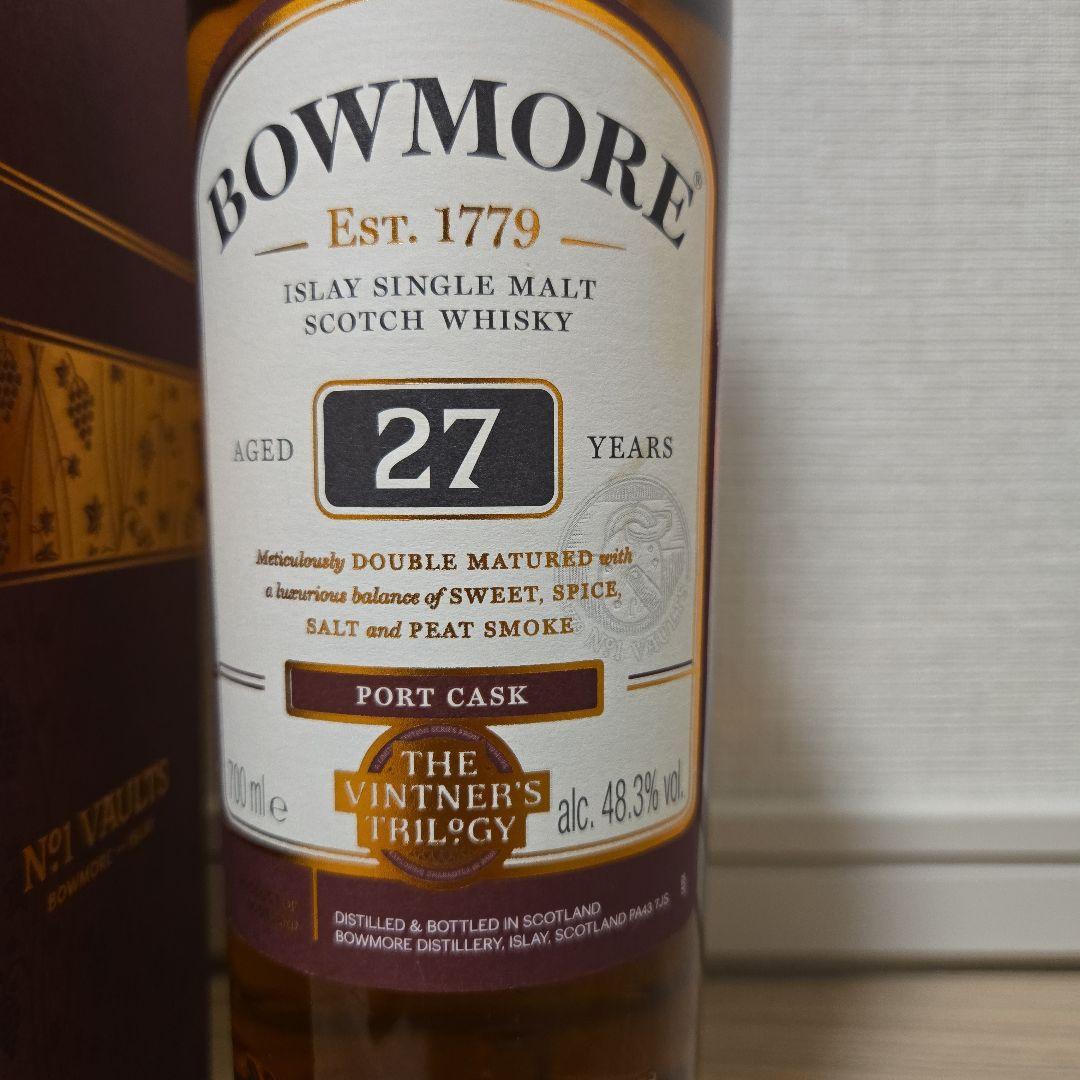 BOWMORE®
EST. 1779
ISLAY SINGLE MALT
SCOTCH WHISKY
AGED 27 YEARS
Meticulously DOUBLE MATURED with
a luxurious balance of SWEET, SPICE,
SALT and PEAT SMOKE
Nº1 VAULTS
PORT CASK
THE
VINTNER'S
TRILOGY
700 ml e
alc. 48.3% vol.
DISTILLED & BOTTLED IN SCOTLAND
BOWMORE DISTILLERY, ISLAY, SCOTLAND PA43 7JS
Nº1 VAULTS
BOWMORE